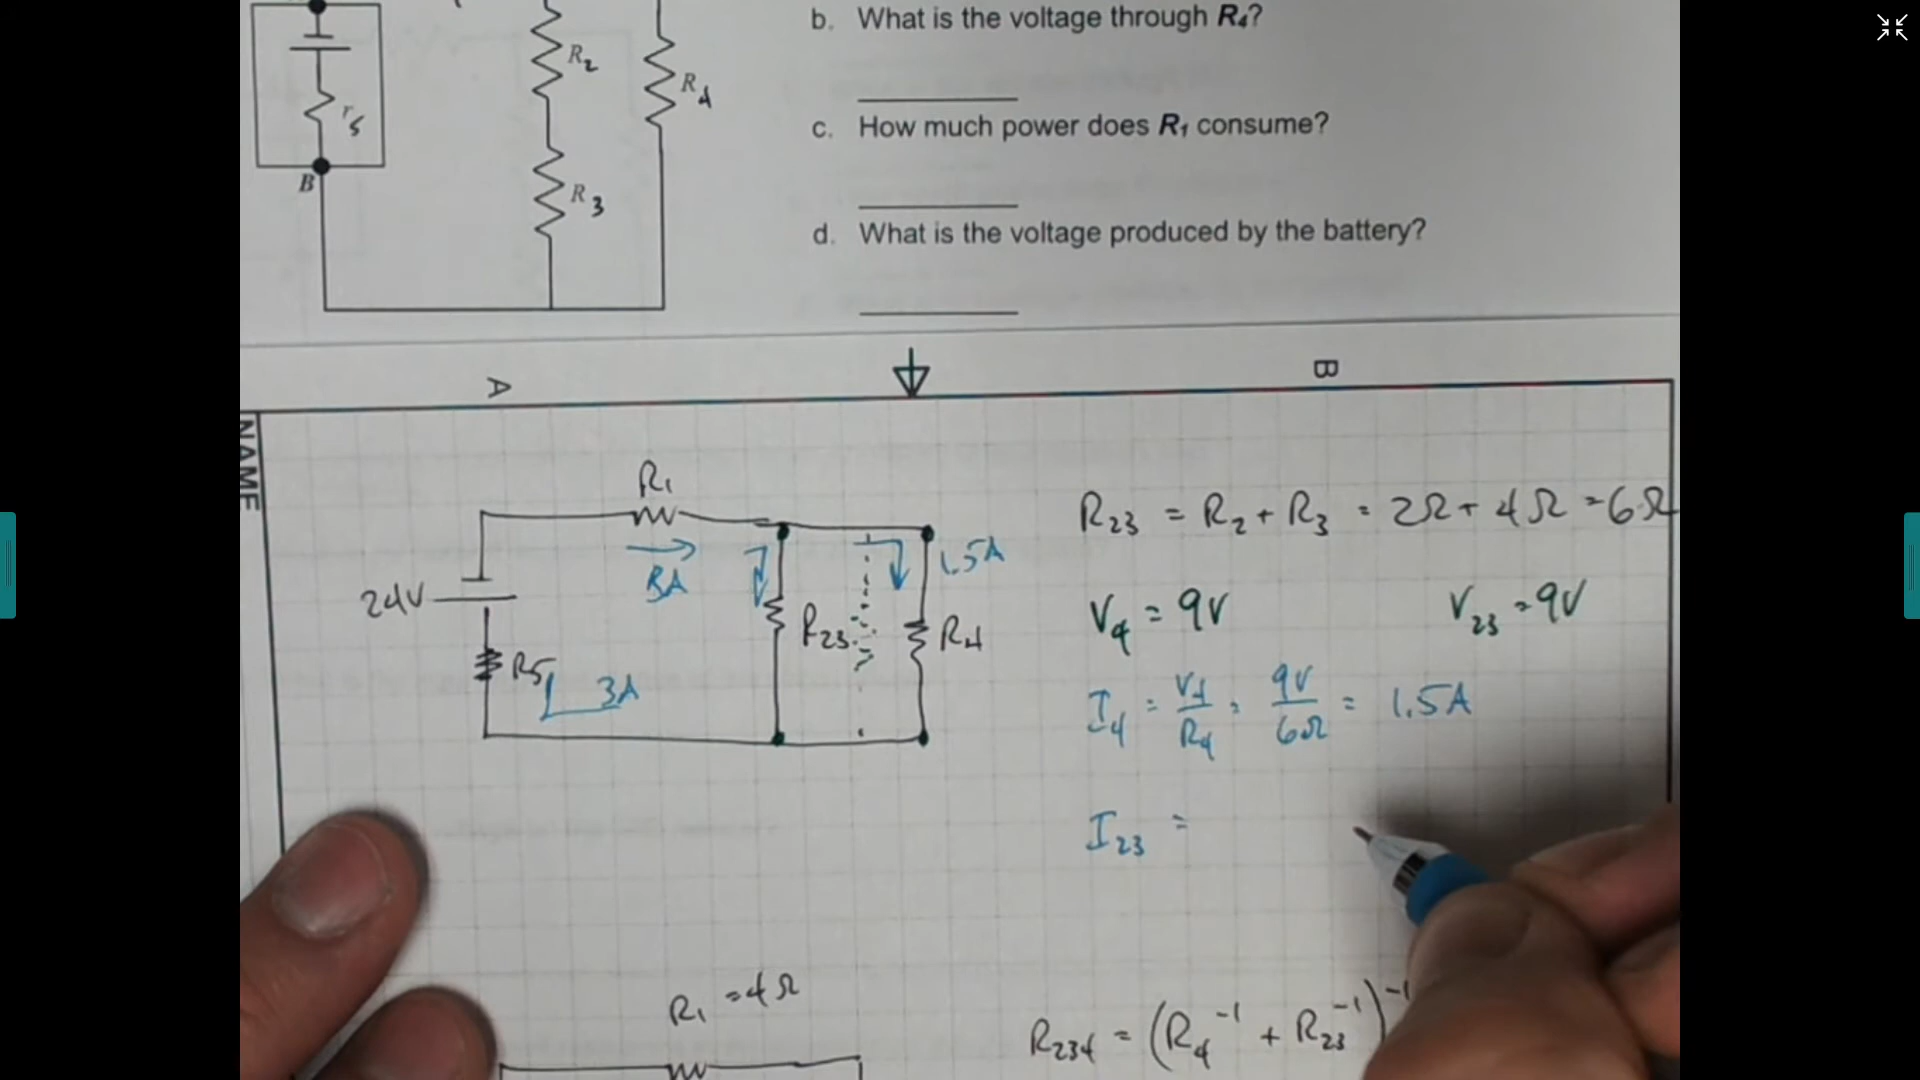 b. What is the voltage through R4?
R2
R4
r5
c. How much power does R1 consume?
B
R3
d. What is the voltage produced by the battery?
A
B
NAME
R1
R23 = R2 + R3 = 2Ω + 4Ω = 6Ω
1.5A
3A
24V
V4 = 9V
V23 = 9V
R23
R4
R5
3A
I4 = V4/R4 = 9V/6Ω = 1.5A
I23 =
R1 = 4Ω
R234 = (R4^-1 + R23^-1)^-1